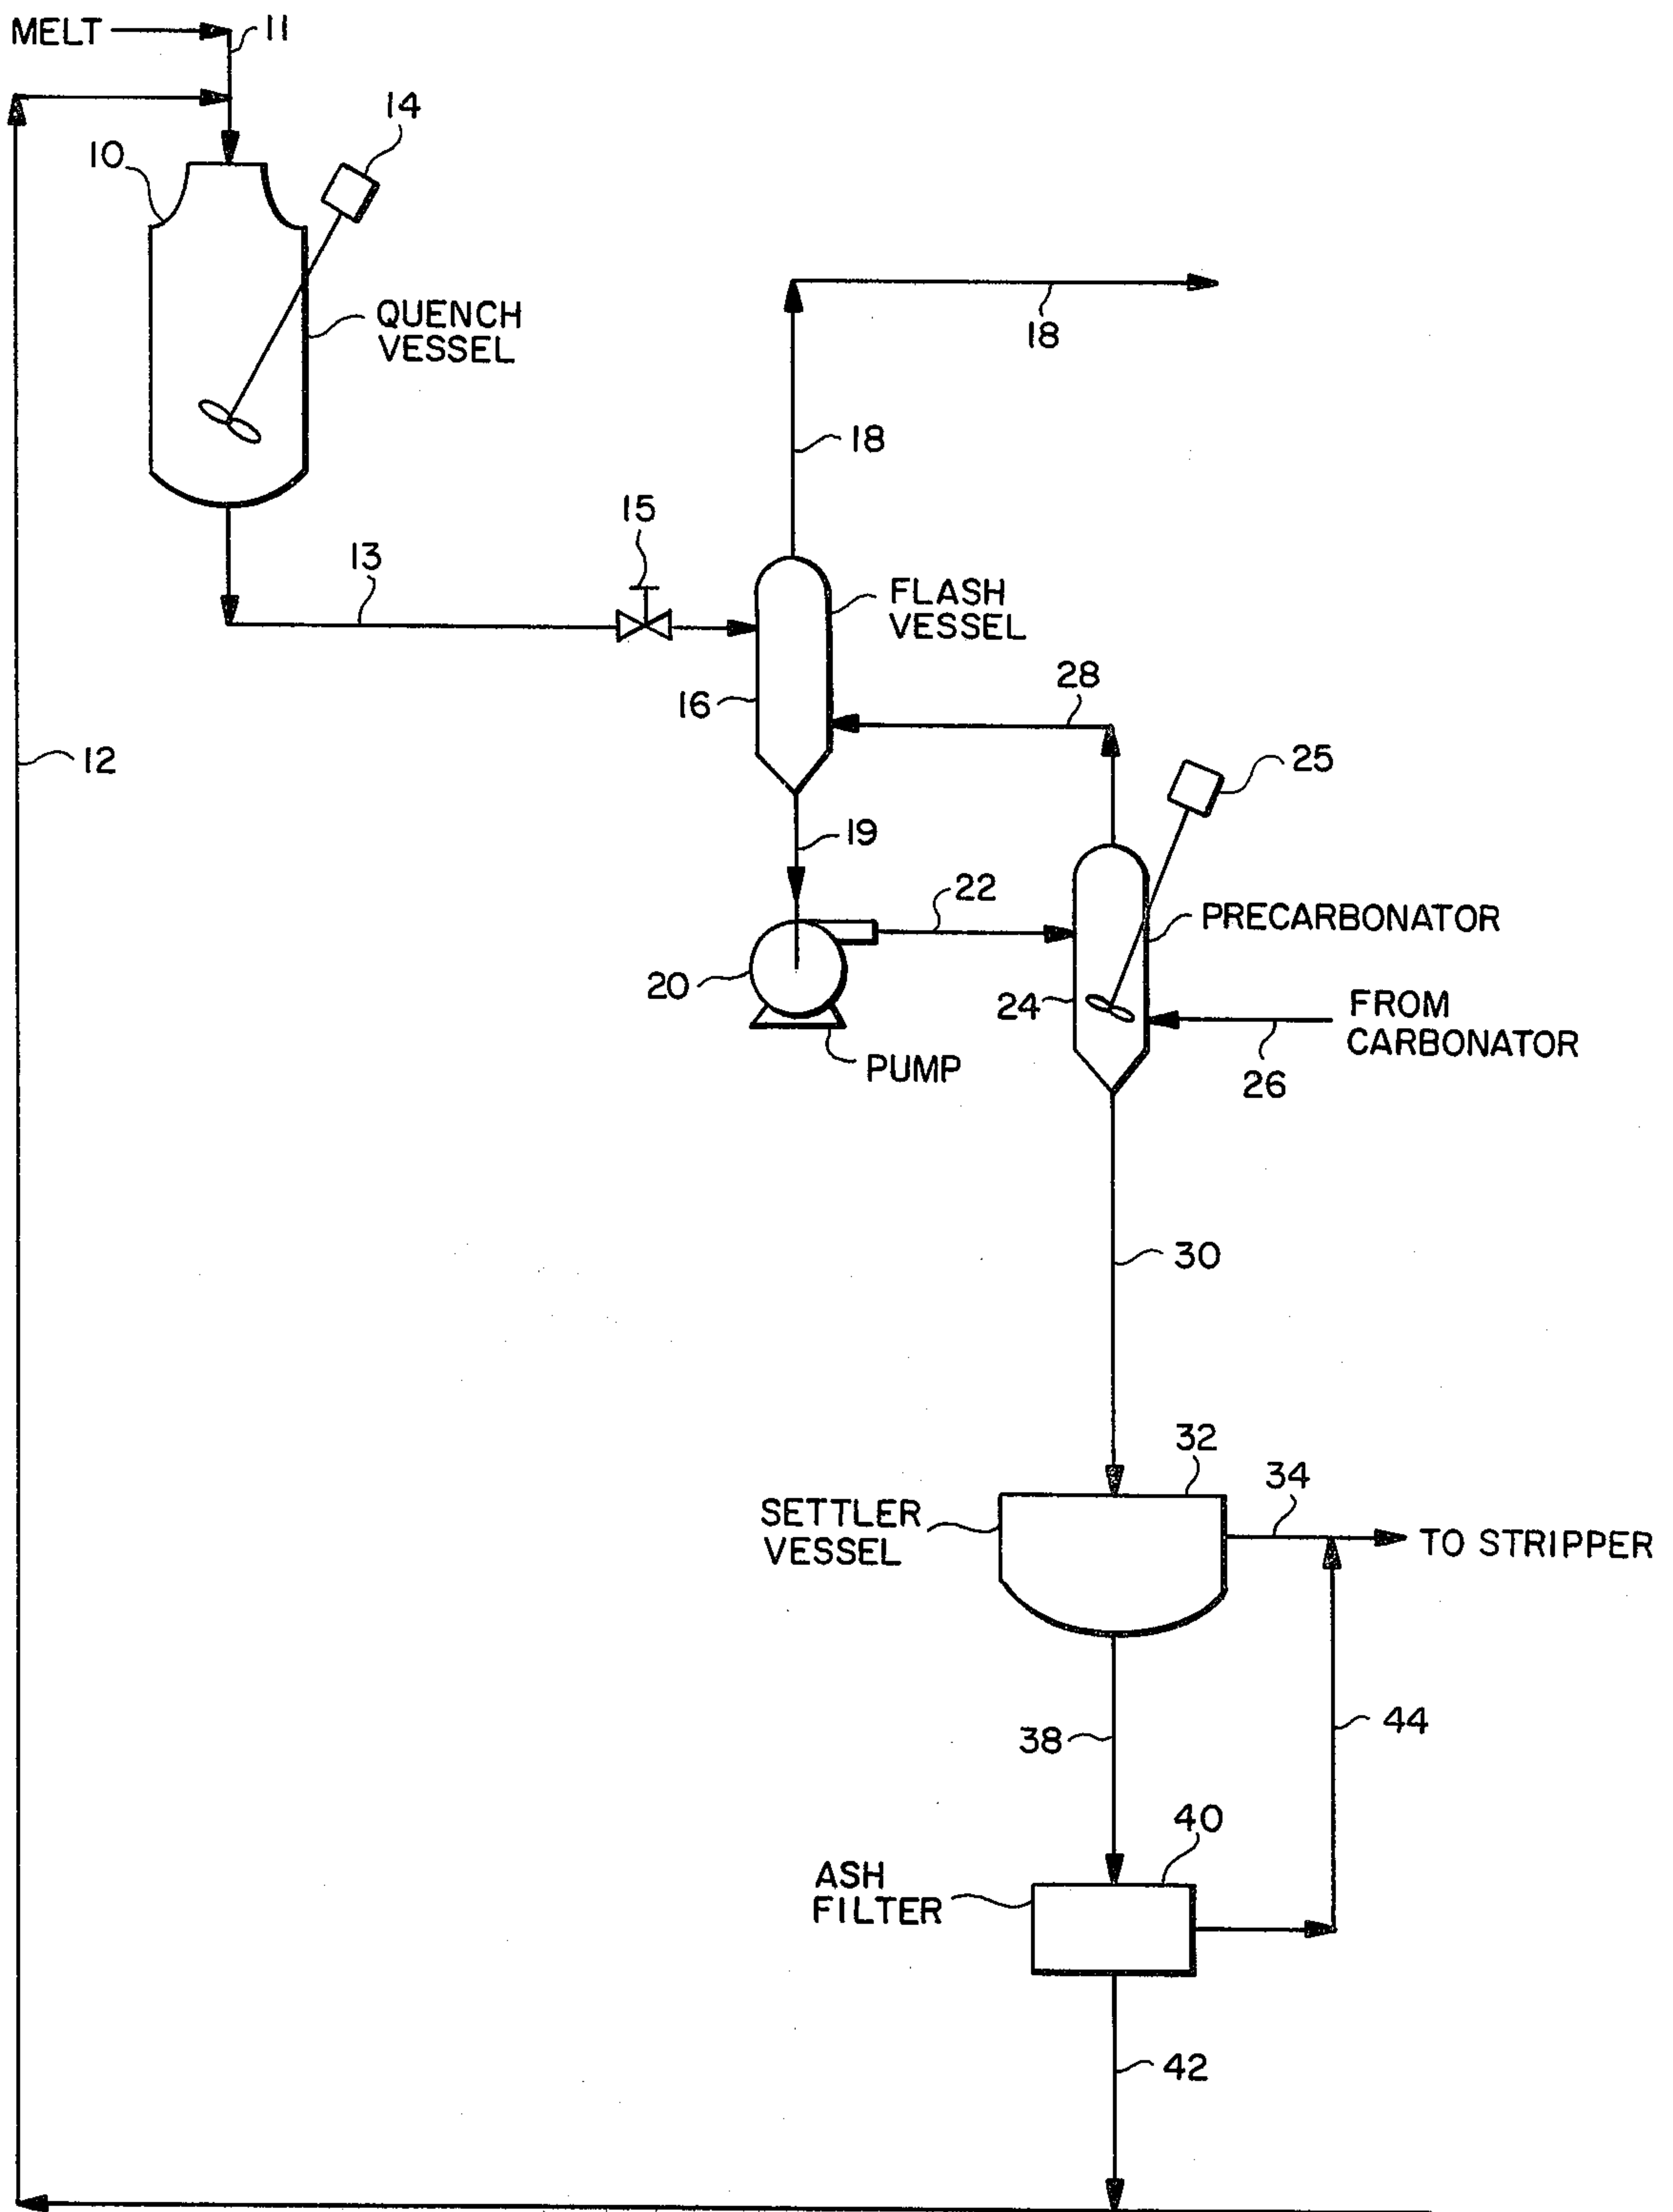 MELT
11
14
10
QUENCH
VESSEL
18
18
15
13
FLASH
VESSEL
28
16
12
25
19
22
PRECARBONATOR
20
24
FROM
CARBONATOR
26
PUMP
30
32
34
SETTLER
VESSEL
TO STRIPPER
38
44
40
ASH
FILTER
42